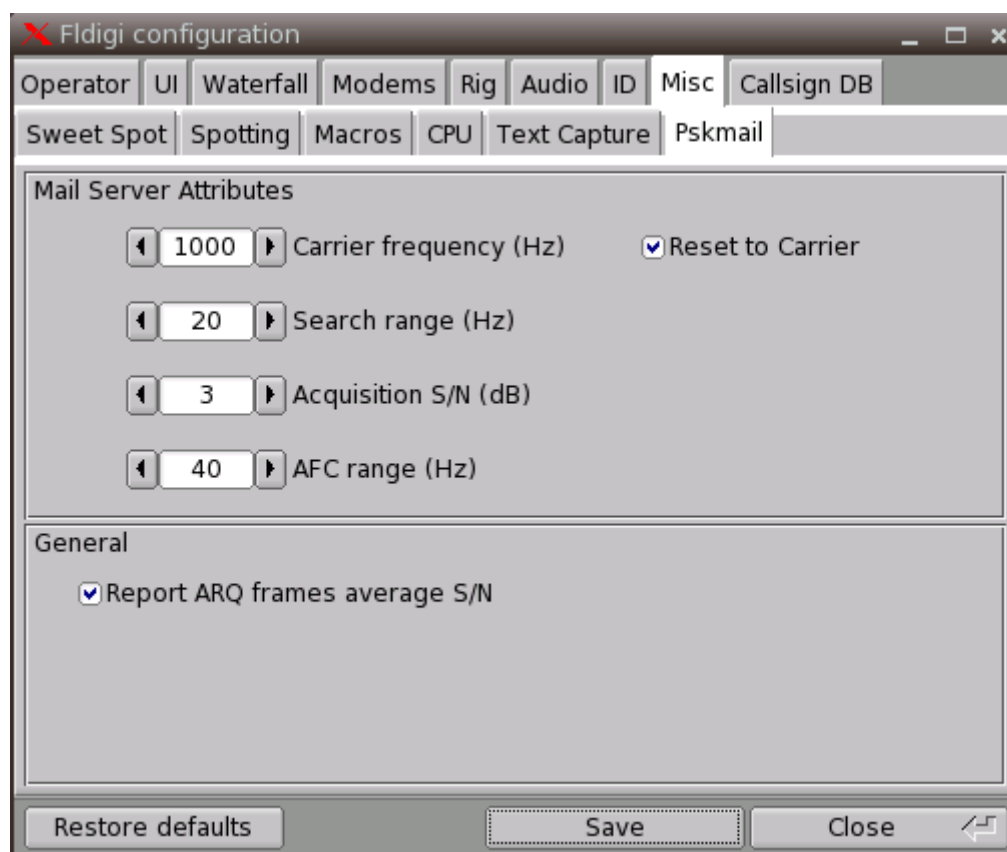 Fldigi configuration
Operator UI Waterfall Modems Rig Audio ID Misc Callsign DB
Sweet Spot Spotting Macros CPU Text Capture Pskmail
Mail Server Attributes
1000 Carrier frequency (Hz) Reset to Carrier
20 Search range (Hz)
3 Acquisition S/N (dB)
40 AFC range (Hz)
General
Report ARQ frames average S/N
Restore defaults Save Close